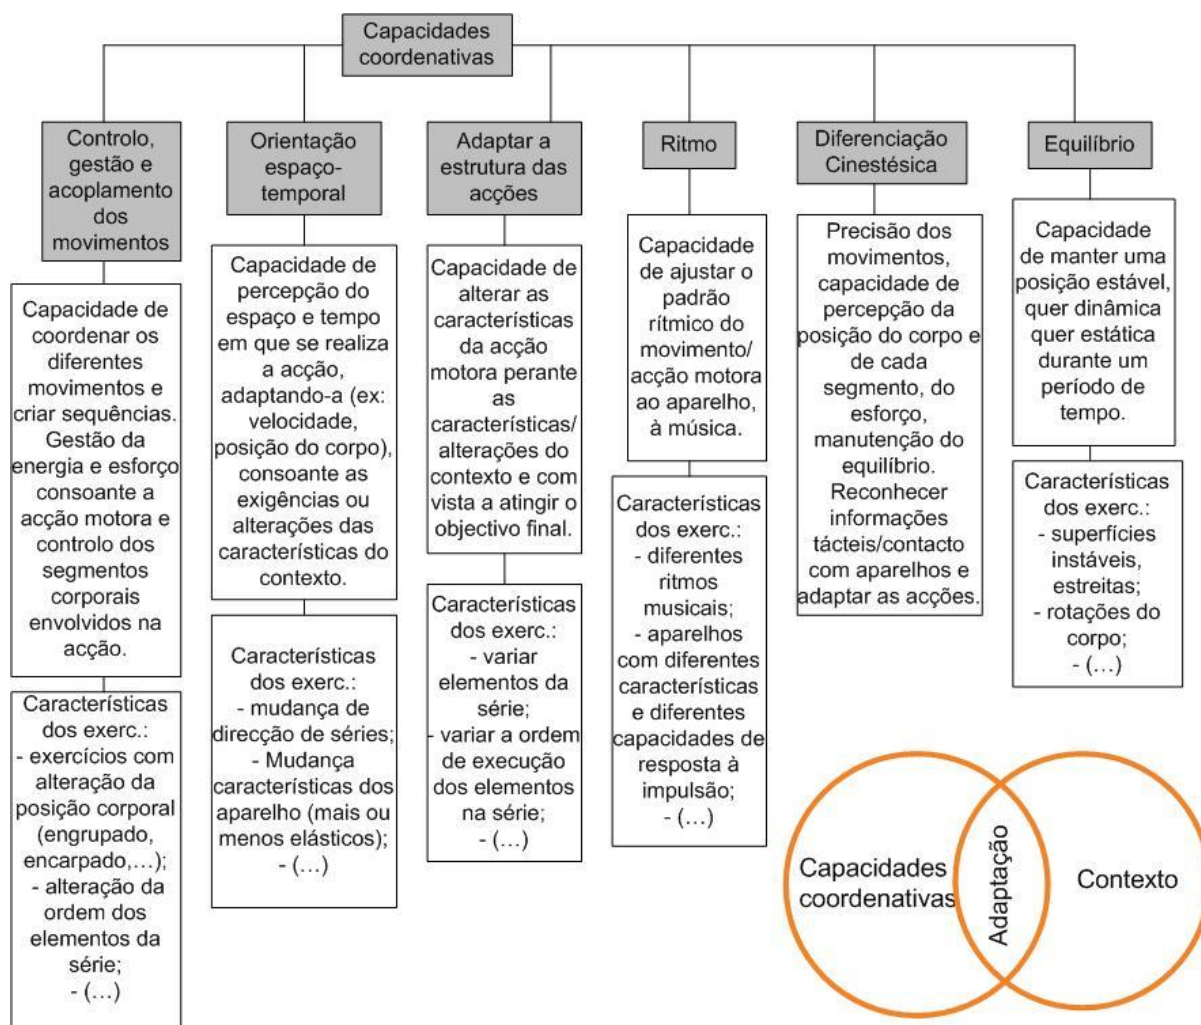 Capacidades
coordenativas
Controlo,
gestão e
acoplamento
dos
movimentos
Capacidade de
coordenar os
diferentes
movimentos e
criar sequências.
Gestão da
energia e esforço
consoante a
acção motora e
controlo dos
segmentos
corporais
envolvidos na
acção.
Características
dos exerc.:
- exercícios com
alteração da
posição corporal
(engrupado,
encarpado,...);
- alteração da
ordem dos
elementos da
série;
- (...)
Orientação
espaço-
temporal
Capacidade de
percepção do
espaço e tempo
em que se realiza
a acção,
adaptando-a (ex:
velocidade,
posição do corpo),
consoante as
exigências ou
alterações das
característica do
contexto.
Características
dos exerc.:
- mudança de
direcção de séries;
- Mudança
características dos
aparelho (mais ou
menos elásticos);
- (...)
Adaptar a
estrutura das
acções
Capacidade de
alterar as
característica
da acção
motora perante
as
características/
alterações do
contexto e com
vista a atingir o
objectivo final.
Características
dos exerc.:
- variar
elementos da
série;
- variar a ordem
de execução
dos elementos
na série;
- (...)
Ritmo
Capacidade
de ajustar o
padrão
rítmico do
movimento/
acção motora
ao aparelho,
à música.
Características
dos exerc.:
- diferentes
ritmos
musicais;
- aparelhos
com diferentes
característica
e diferentes
capacidades de
resposta à
impulsão;
- (...)
Diferenciação
Cinestésica
Precisão dos
movimentos,
capacidade de
percepção da
posição do corpo e
de cada
segmento, do
esforço,
manutenção do
equilíbrio.
Reconhecer
informações
tácteis/contacto
com aparelhos e
adaptar as acções.
Equilíbrio
Capacidade
de manter uma
posição estável,
quer dinâmica
quer estática
durante um
período de
tempo.
Características
dos exerc.:
- superfícies
instáveis,
estreitas;
- rotações do
corpo;
- (...)
Capacidades
coordenativas
Adaptação
Contexto